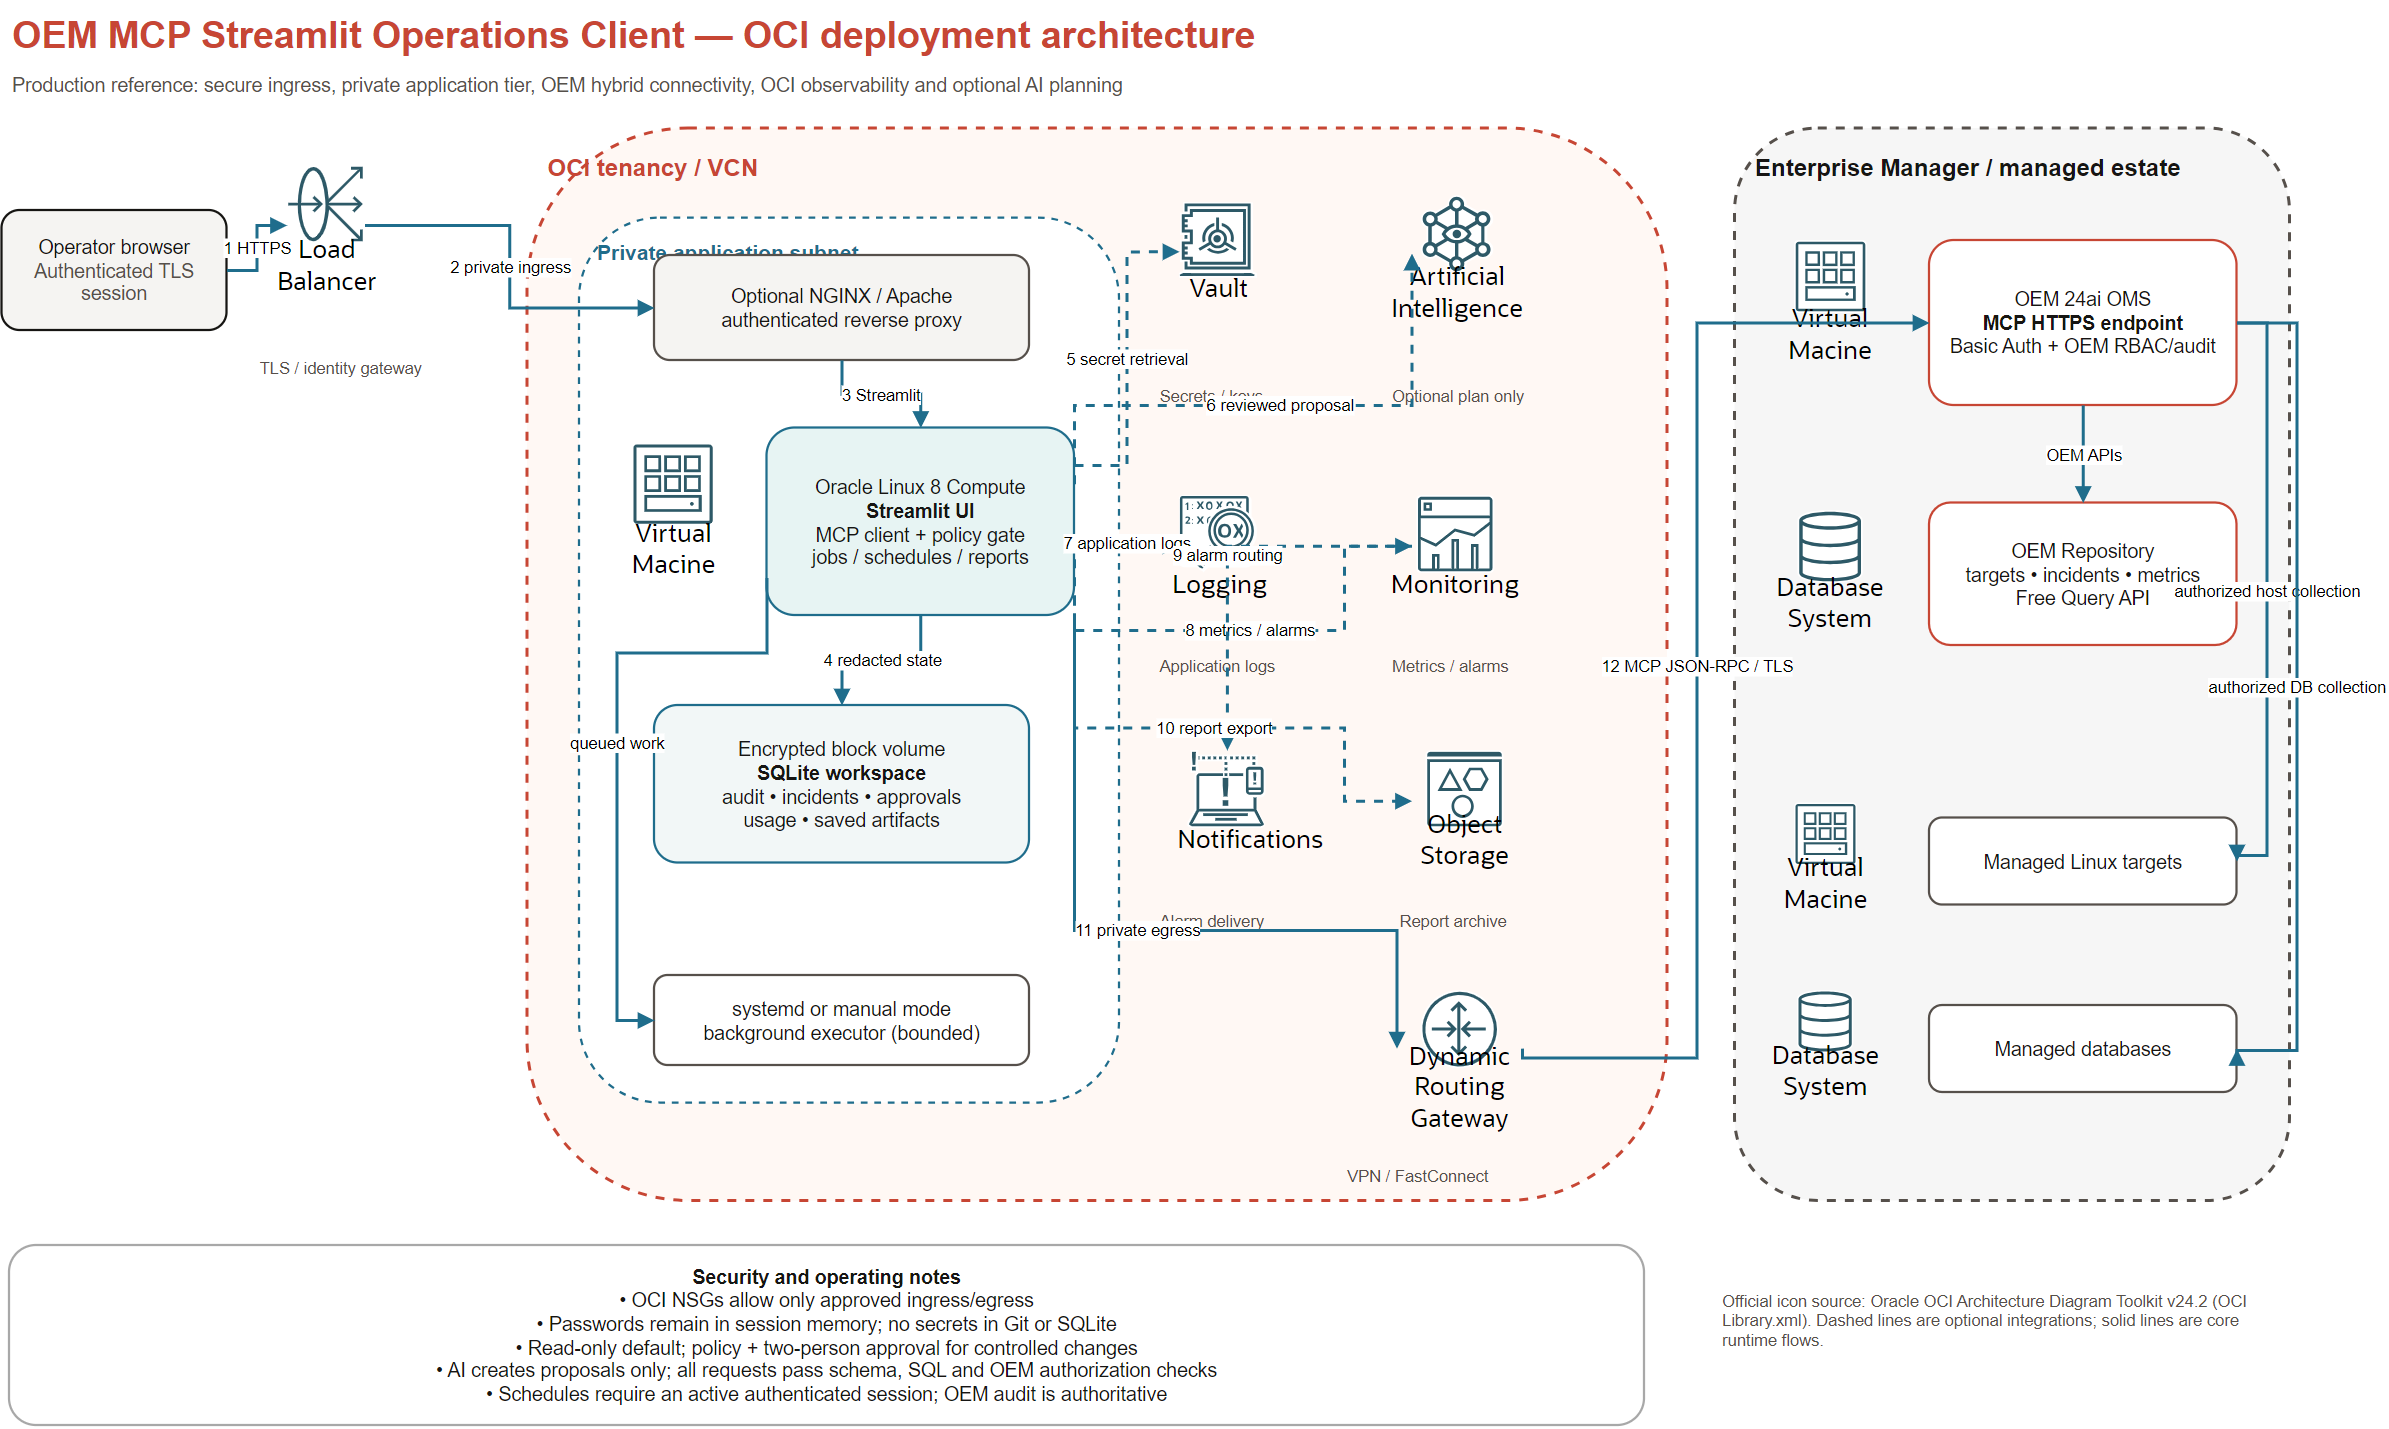 OEM MCP Streamlit Operations Client — OCI deployment architecture
Production reference: secure ingress, private application tier, OEM hybrid connectivity, OCI observability and optional AI planning
Operator browser
Authenticated TLS
session
1 HTTPS
Load
Balancer
TLS / identity gateway
2 private ingress
OCI tenancy / VCN
Private application subnet
Optional NGINX / Apache
authenticated reverse proxy
3 Streamlit
Virtual
Macine
Oracle Linux 8 Compute
Streamlit UI
MCP client + policy gate
jobs / schedules / reports
4 redacted state
queued work
Encrypted block volume
SQLite workspace
audit • incidents • approvals
usage • saved artifacts
systemd or manual mode
background executor (bounded)
Vault
5 secret retrieval
Secrets / keys
Artificial
Intelligence
6 reviewed proposal
Optional plan only
7 application logs
9 alarm routing
Logging
Monitoring
8 metrics / alarms
Application logs
Metrics / alarms
10 report export
Notifications
Object
Storage
Alarm delivery
Report archive
11 private egress
Dynamic
Routing
Gateway
VPN / FastConnect
12 MCP JSON-RPC / TLS
Enterprise Manager / managed estate
Virtual
Macine
OEM 24ai OMS
MCP HTTPS endpoint
Basic Auth + OEM RBAC/audit
OEM APIs
Database
System
OEM Repository
targets • incidents • metrics
Free Query API
authorized host collection
authorized DB collection
Virtual
Macine
Managed Linux targets
Database
System
Managed databases
Security and operating notes
• OCI NSGs allow only approved ingress/egress
• Passwords remain in session memory; no secrets in Git or SQLite
• Read-only default; policy + two-person approval for controlled changes
• AI creates proposals only; all requests pass schema, SQL and OEM authorization checks
• Schedules require an active authenticated session; OEM audit is authoritative
Official icon source: Oracle OCI Architecture Diagram Toolkit v24.2 (OCI
Library.xml). Dashed lines are optional integrations; solid lines are core
runtime flows.